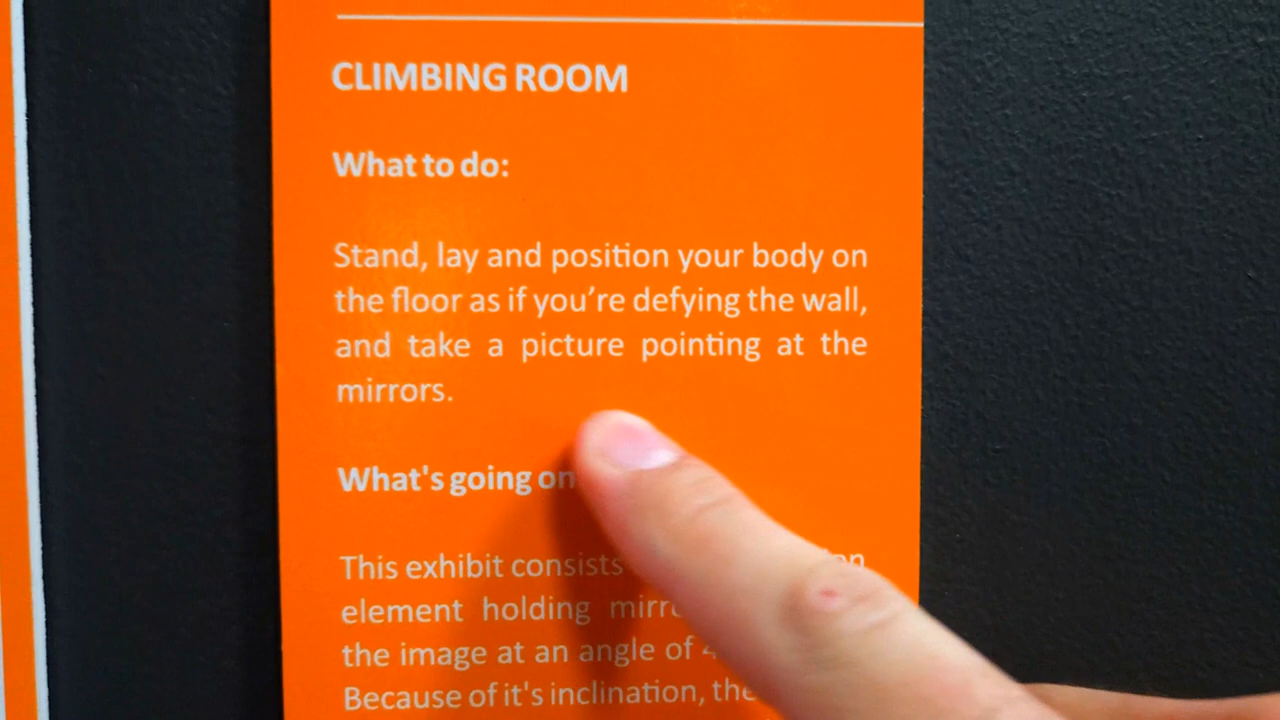 CLIMBING ROOM
What to do:
Stand, lay and position your body on
the floor as if you’re defying the wall,
and take a picture pointing at the
mirrors.
What's going on
This exhibit consists
element holding
the image at an angle of
Because of it's inclination, the